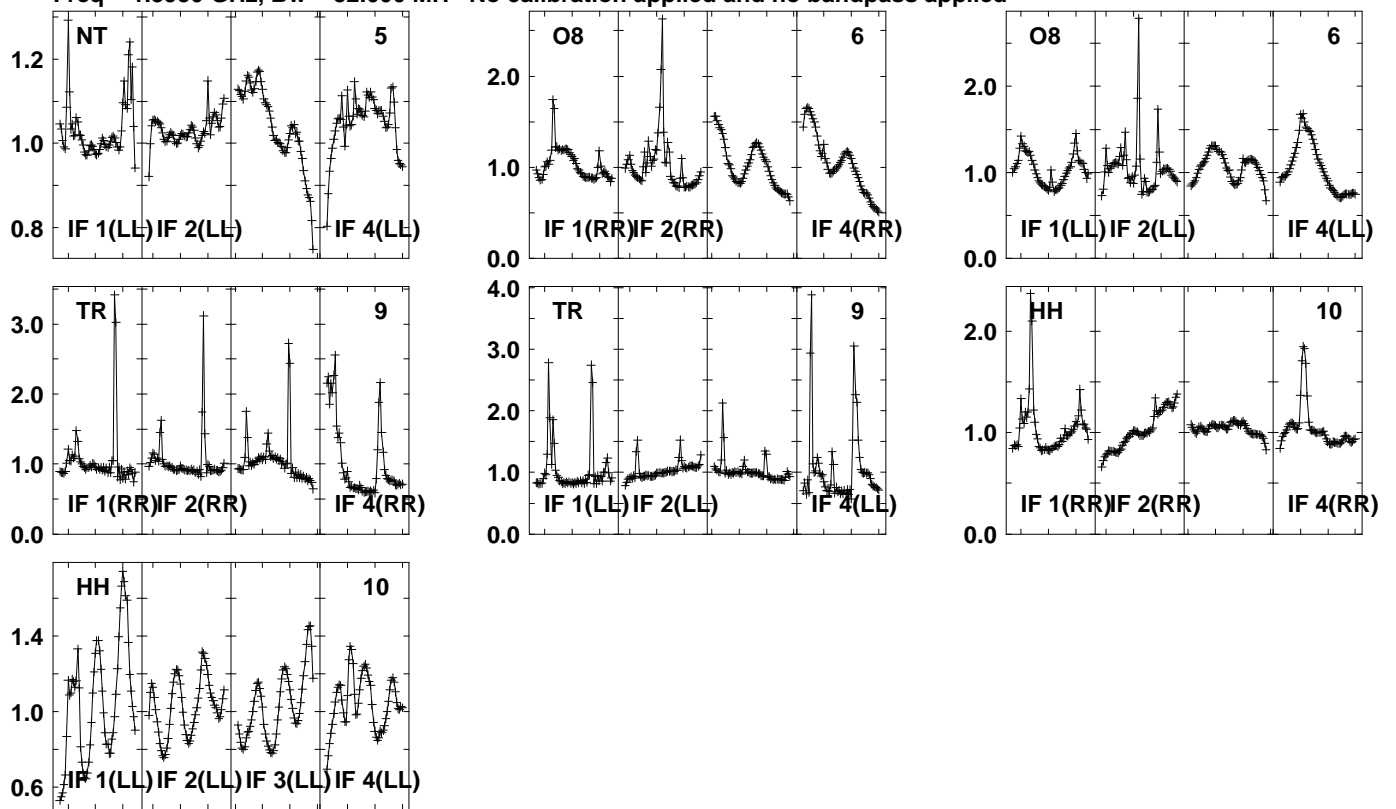 No calibration applied and no bandpass applied
NT 5
1.2
1.0
0.8
IF 1(LL) IF 2(LL) IF 4(LL)
O8 6
2.0
1.0
0.0
IF 1(RR) IF 2(RR) IF 4(RR)
O8 6
2.0
1.0
0.0
IF 1(LL) IF 2(LL) IF 4(LL)
TR 9
3.0
2.0
1.0
0.0
IF 1(RR) IF 2(RR) IF 4(RR)
TR 9
4.0
3.0
2.0
1.0
0.0
IF 1(LL) IF 2(LL) IF 4(LL)
HH 10
2.0
1.0
0.0
IF 1(RR) IF 2(RR) IF 4(RR)
HH 10
1.4
1.0
0.6
IF 1(LL) IF 2(LL) IF 3(LL) IF 4(LL)